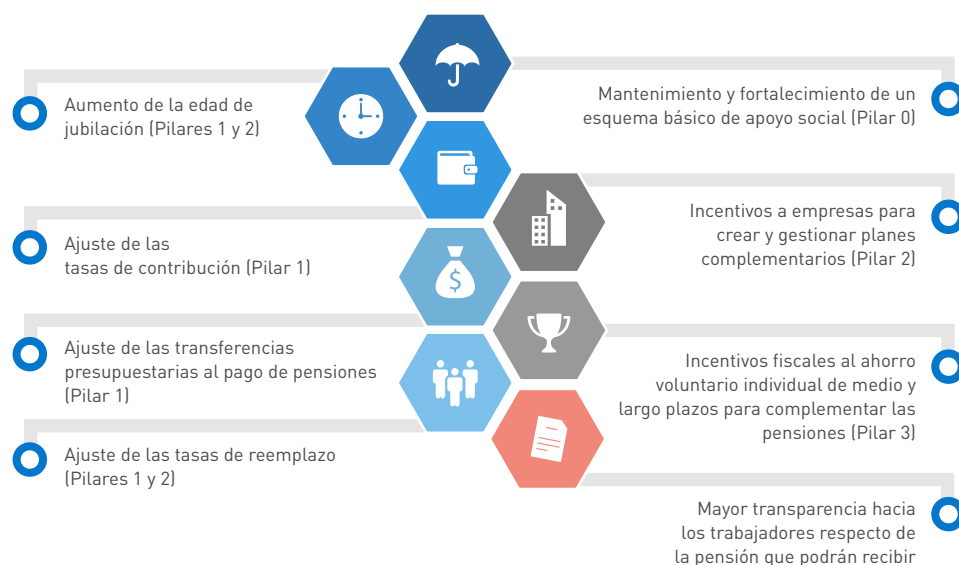 Aumento de la edad de
jubilación (Pilares 1 y 2)
Ajuste de las
tasas de contribución (Pilar 1)
Ajuste de las transferencias
presupuestarias al pago de pensiones
(Pilar 1)
Ajuste de las tasas de reemplazo
(Pilares 1 y 2)
$
Mantenimiento y fortalecimiento de un
esquema básico de apoyo social (Pilar 0)
Incentivos a empresas para
crear y gestionar planes
complementarios (Pilar 2)
Incentivos fiscales al ahorro
voluntario individual de medio y
largo plazos para complementar las
pensiones (Pilar 3)
Mayor transparencia hacia
los trabajadores respecto de
la pensión que podrán recibir